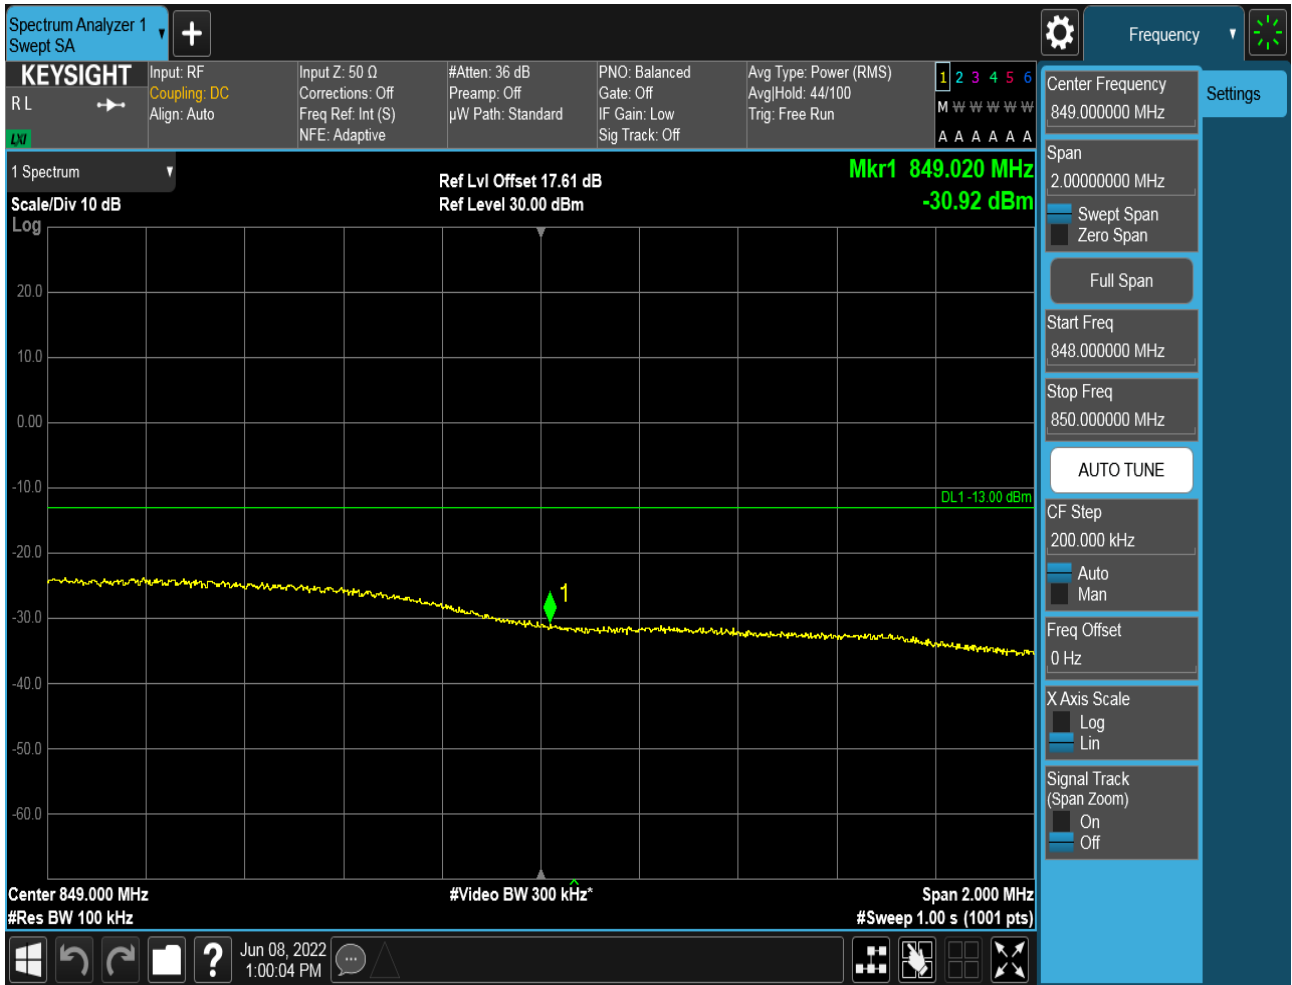 Spectrum Analyzer 1
Swept SA
Frequency
KEYSIGHT
R L
LXI
Input: RF
Coupling: DC
Align: Auto
Input Z: 50 Ω
Corrections: Off
Freq Ref: Int (S)
NFE: Adaptive
#Atten: 36 dB
Preamp: Off
µW Path: Standard
PNO: Balanced
Gate: Off
IF Gain: Low
Sig Track: Off
Avg Type: Power (RMS)
Avg|Hold: 44/100
Trig: Free Run
1 2 3 4 5 6
M W W W W W
A A A A A A
1 Spectrum
Scale/Div 10 dB
Log
Ref Lvl Offset 17.61 dB
Ref Level 30.00 dBm
Mkr1 849.020 MHz
-30.92 dBm
20.0
10.0
0.00
-10.0
-20.0
-30.0
-40.0
-50.0
-60.0
DL1 -13.00 dBm
1
Center 849.000 MHz
#Res BW 100 kHz
#Video BW 300 kHz*
Span 2.000 MHz
#Sweep 1.00 s (1001 pts)
?
Jun 08, 2022
1:00:04 PM
Center Frequency
849.000000 MHz
Settings
Span
2.00000000 MHz
Swept Span
Zero Span
Full Span
Start Freq
848.000000 MHz
Stop Freq
850.000000 MHz
AUTO TUNE
CF Step
200.000 kHz
Auto
Man
Freq Offset
0 Hz
X Axis Scale
Log
Lin
Signal Track
(Span Zoom)
On
Off